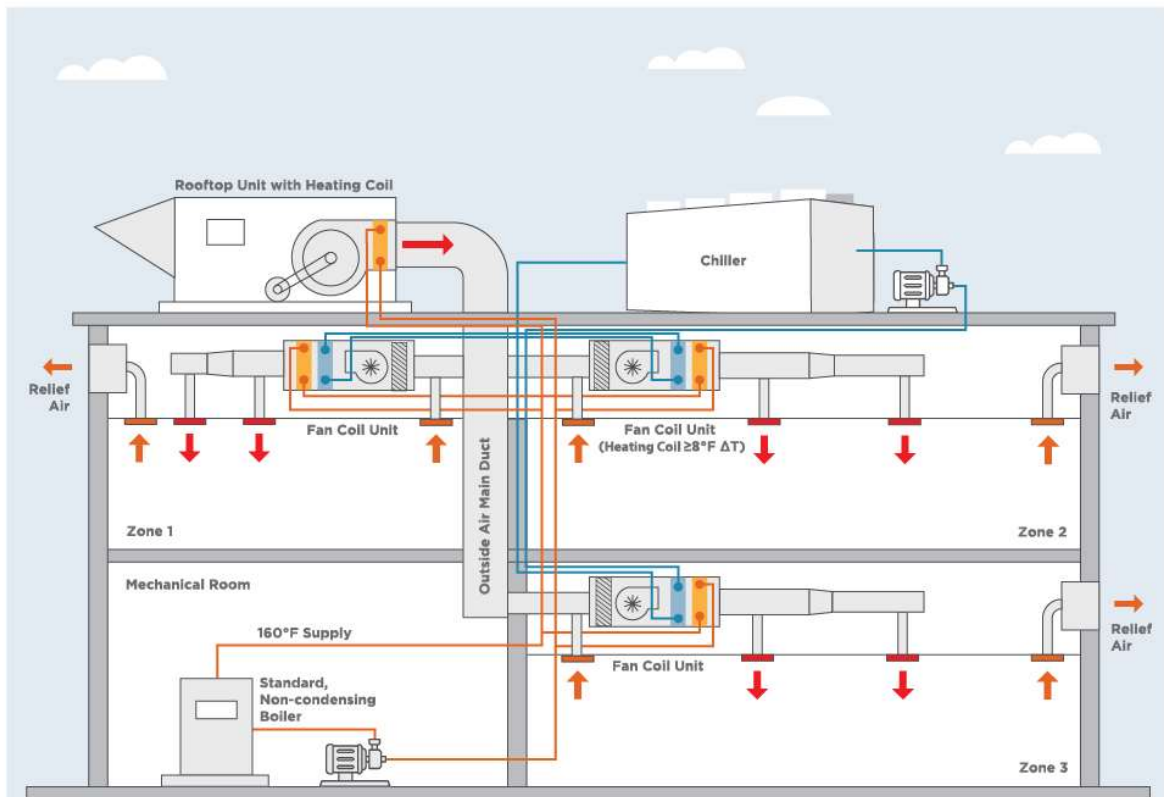 Rooftop Unit with Heating Coil
Chiller
Relief
Air
Fan Coil Unit
Fan Coil Unit
(Heating Coil ≥8°F ΔT)
Relief
Air
Outside Air Main Duct
Zone 1
Zone 2
Mechanical Room
160°F Supply
Standard,
Non-condensing
Boiler
Fan Coil Unit
Relief
Air
Zone 3